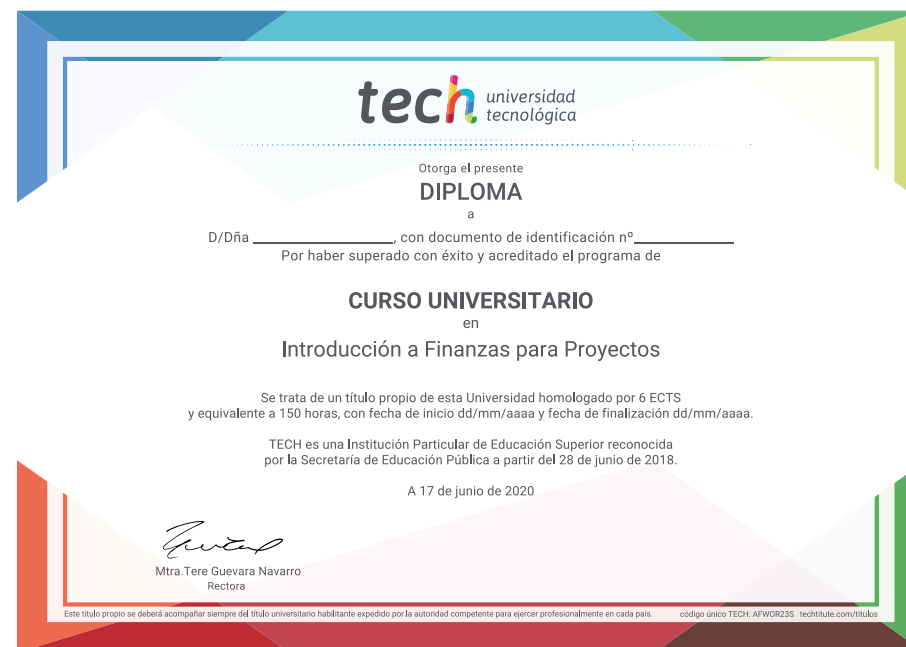 tech universidad
tecnológica
Otorga el presente
DIPLOMA
a
D/Dña ______________, con documento de identificación nº__________
Por haber superado con éxito y acreditado el programa de
CURSO UNIVERSITARIO
en
Introducción a Finanzas para Proyectos
Se trata de un título propio de esta Universidad homologado por 6 ECTS
y equivalente a 150 horas, con fecha de inicio dd/mm/aaaa y fecha de finalización dd/mm/aaaa.
TECH es una Institución Particular de Educación Superior reconocida
por la Secretaría de Educación Pública a partir del 28 de junio de 2018.
A 17 de junio de 2020
Mtra.Tere Guevara Navarro
Rectora
Este título propio se deberá acompañar siempre del título universitario habilitante expedido por la autoridad competente para ejercer profesionalmente en cada país. código único TECH: AFWOR23S techtitute.com/títulos